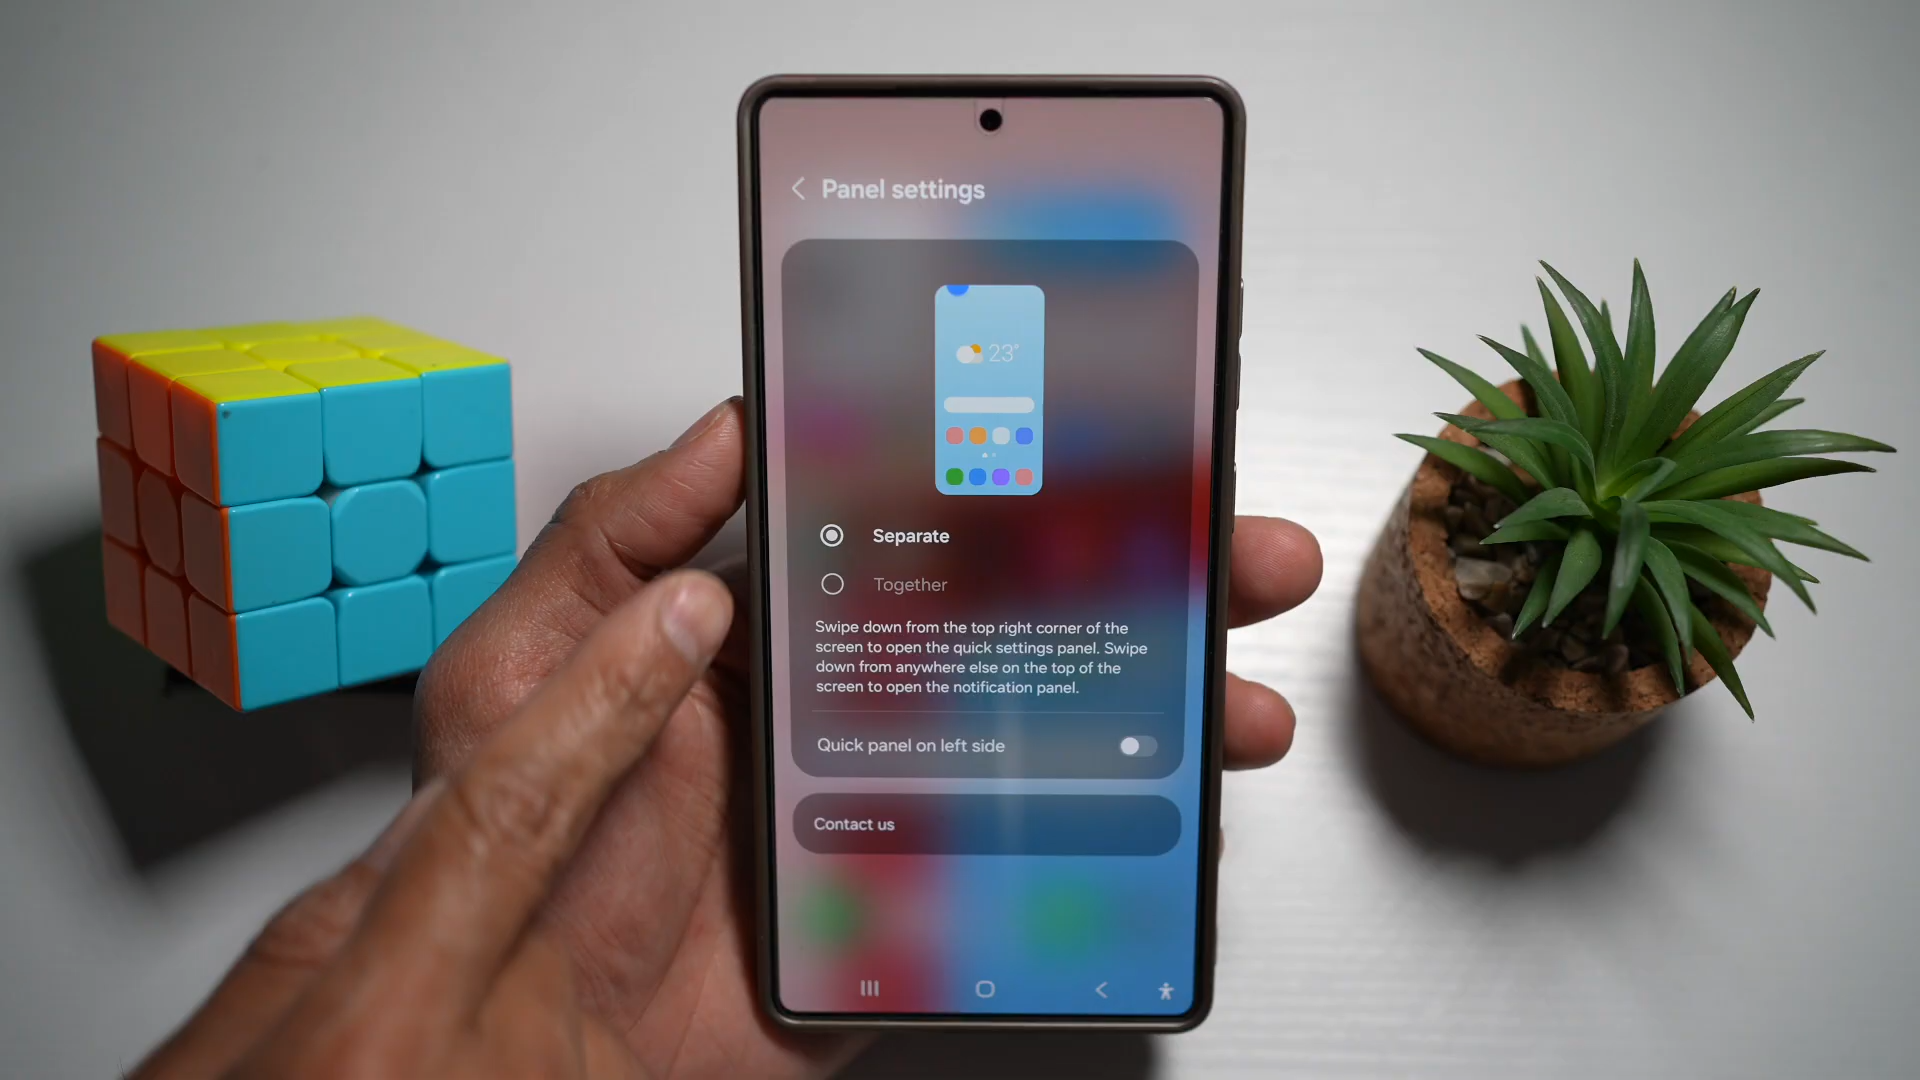 Panel settings
23°
Separate
Together
Swipe down from the top right corner of the
screen to open the quick settings panel. Swipe
down from anywhere else on the top of the
screen to open the notification panel.
Quick panel on left side
Contact us